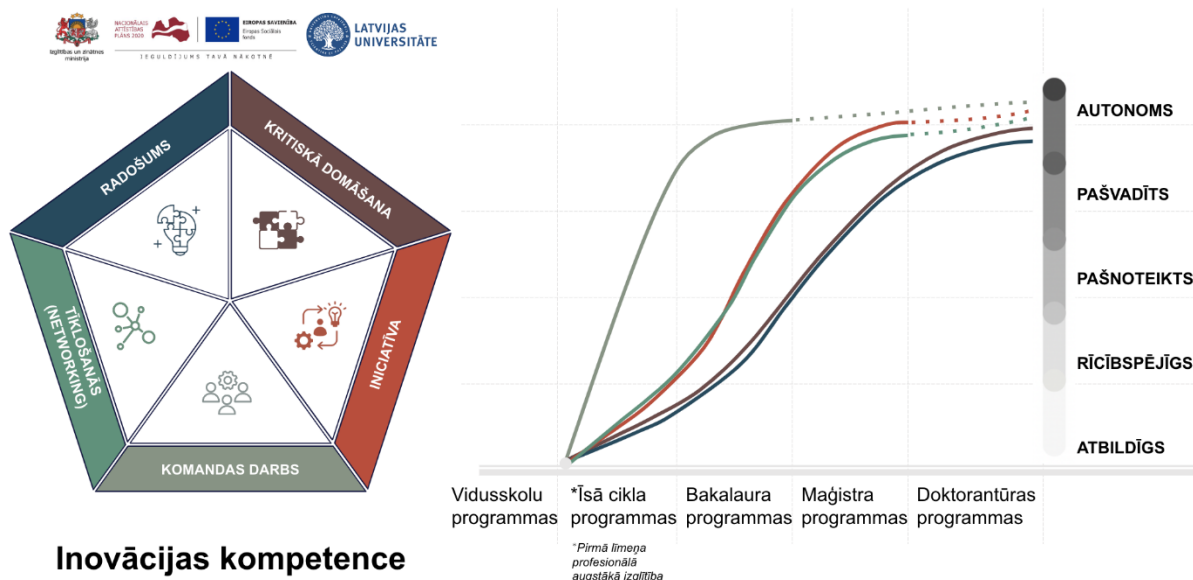 Izglītības un zinātnes
ministrija
NACIONĀLAIS
ATTĪSTĪBAS
PLĀNS 2020
EIROPAS SAVIENĪBA
Eiropas Sociālais
fonds
IEGULDĪJUMS TAVĀ NĀKOTNĒ
LATVIJAS
UNIVERSITĀTE
RADOŠUMS
KRITISKĀ DOMĀŠANA
TĪKLOŠANĀS
(NETWORKING)
INICIATĪVA
KOMANDAS DARBS
Inovācijas kompetence
AUTONOMS
PAŠVADĪTS
PAŠNOTEIKTS
RĪCĪBSPĒJĪGS
ATBILDĪGS
Vidusskolu
programmas
*Īsā cikla
programmas
Bakalaura
programmas
Maģistra
programmas
Doktorantūras
programmas
*Pirmā līmeņa
profesionālā
augstākā izglītība